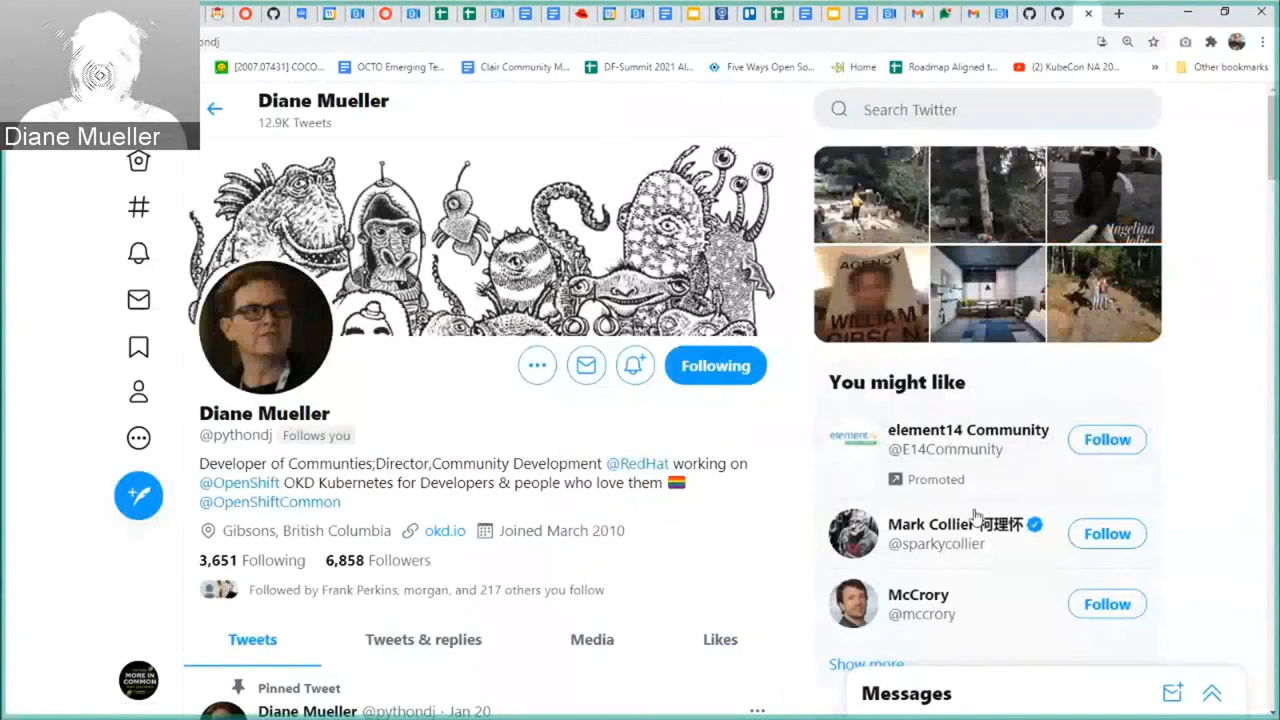 ndj
[2007.07431] COCO...
OCTO Emerging Te...
Clair Community M...
DF-Summit 2021 Al...
Five Ways Open So...
Home
Roadmap Aligned t...
(2) KubeCon NA 20...
»
Other bookmarks
Diane Mueller
Diane Mueller
12.9K Tweets
Search Twitter
Angelina
Jolie
AGENCY
WILLIAM
GIBSON
Following
You might like
Diane Mueller
@pythondj Follows you
Developer of Communties;Director,Community Development @RedHat working on
@OpenShift OKD Kubernetes for Developers & people who love them
@OpenShiftCommon
Gibsons, British Columbia okd.io Joined March 2010
3,651 Following 6,858 Followers
Followed by Frank Perkins, morgan, and 217 others you follow
Tweets Tweets & replies Media Likes
Pinned Tweet
Diane Mueller @pythondj · Jan 20
element14
element14 Community
@E14Community
Follow
Promoted
Mark Collier 柯理怀
@sparkycollier
Follow
McCrory
@mccrory
Follow
Show more
Messages
MORE IN
COMMON